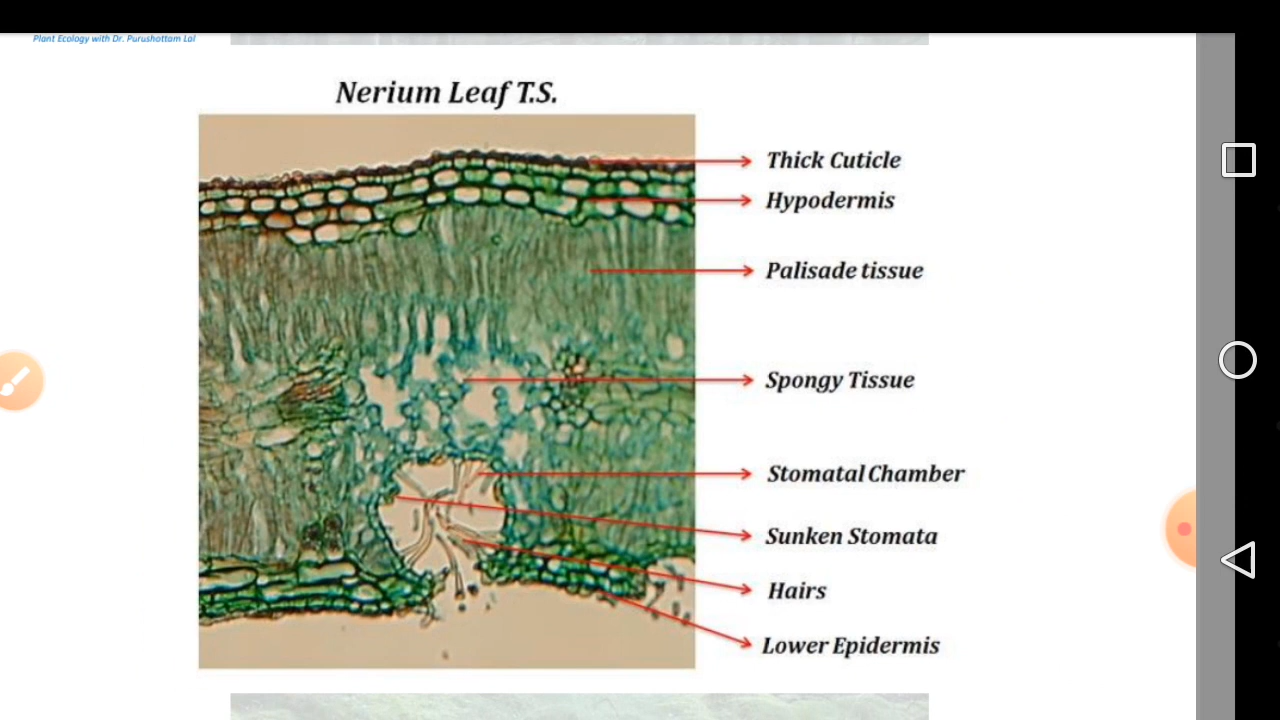 Plant Ecology with Dr. Purushottam Lal
Nerium Leaf T.S.
Thick Cuticle
Hypodermis
Palisade tissue
Spongy Tissue
Stomatal Chamber
Sunken Stomata
Hairs
Lower Epidermis